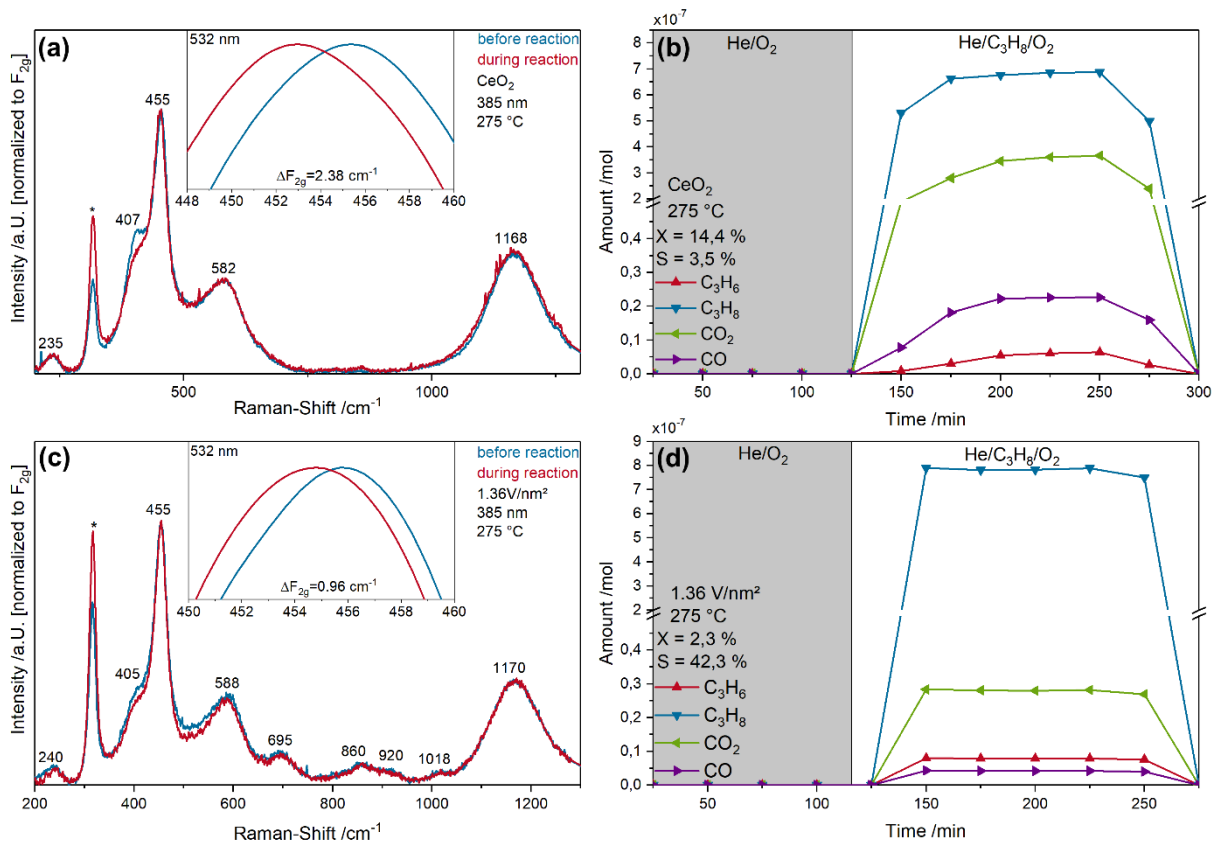 (a)
532 nm
before reaction
during reaction
CeO₂
385 nm
275 °C
ΔF₂g=2.38 cm⁻¹
448 450 452 454 456 458 460
235
*
407
455
582
1168
Intensity /a.U. [normalized to F₂g]
500 1000
Raman-Shift /cm⁻¹
(b)
x10⁻⁷
He/O₂
He/C₃H₈/O₂
CeO₂
275 °C
X = 14,4 %
S = 3,5 %
C₃H₆
C₃H₈
CO₂
CO
Amount /mol
8
7
6
5
4
3
2
0,4
0,3
0,2
0,1
0,0
50 100 150 200 250 300
Time /min
(c)
532 nm
before reaction
during reaction
1.36V/nm²
385 nm
275 °C
ΔF₂g=0.96 cm⁻¹
450 452 454 456 458 460
240
*
405
455
588
695
860
920
1018
1170
Intensity /a.U. [normalized to F₂g]
200 400 600 800 1000 1200
Raman-Shift /cm⁻¹
(d)
x10⁻⁷
He/O₂
He/C₃H₈/O₂
1.36 V/nm²
275 °C
X = 2,3 %
S = 42,3 %
C₃H₆
C₃H₈
CO₂
CO
Amount /mol
9
8
7
6
5
4
3
2
0,4
0,3
0,2
0,1
0,0
50 100 150 200 250
Time /min